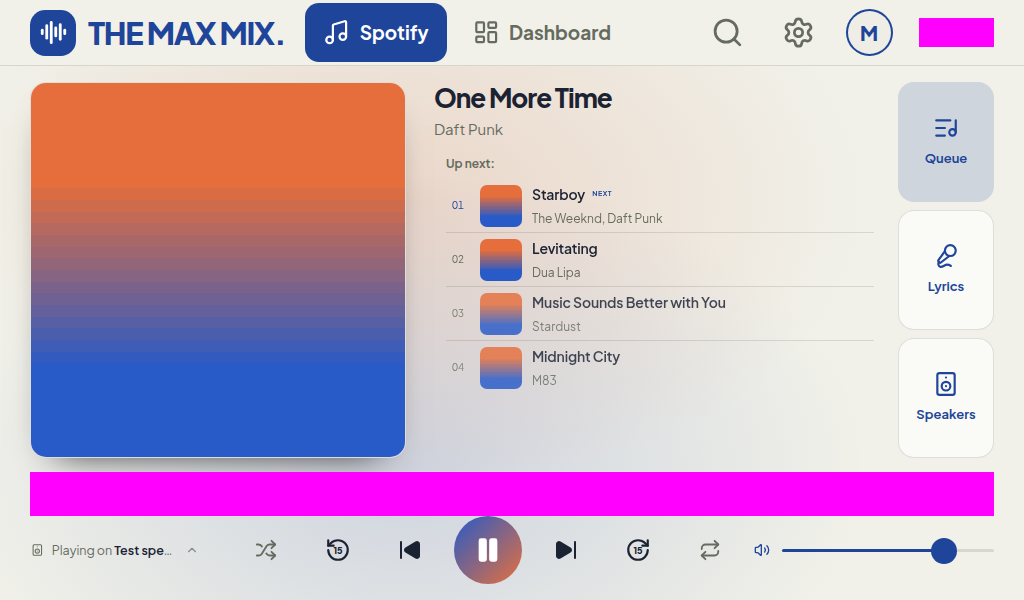 THE MAX MIX.
Spotify
Dashboard
M
One More Time
Daft Punk
Up next:
01
Starboy NEXT
The Weeknd, Daft Punk
02
Levitating
Dua Lipa
03
Music Sounds Better with You
Stardust
04
Midnight City
M83
Queue
Lyrics
Speakers
Playing on Test spe...
15
15